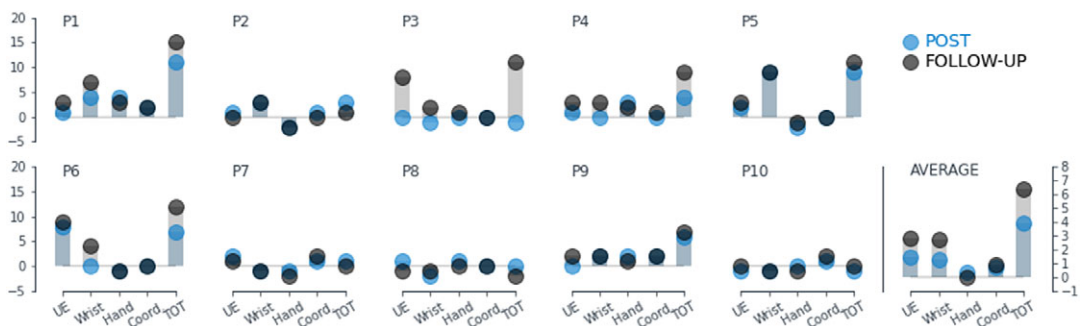 20 P1 P2 P3 P4 P5
15 POST
10 FOLLOW-UP
5
0
−5
20 P6 P7 P8 P9 P10 AVERAGE 8
15 7
10 6
5 5
0 4
−5 3
2
1
0
−1
UE Wrist Hand Coord. TOT UE Wrist Hand Coord. TOT UE Wrist Hand Coord. TOT UE Wrist Hand Coord. TOT UE Wrist Hand Coord. TOT UE Wrist Hand Coord. TOT